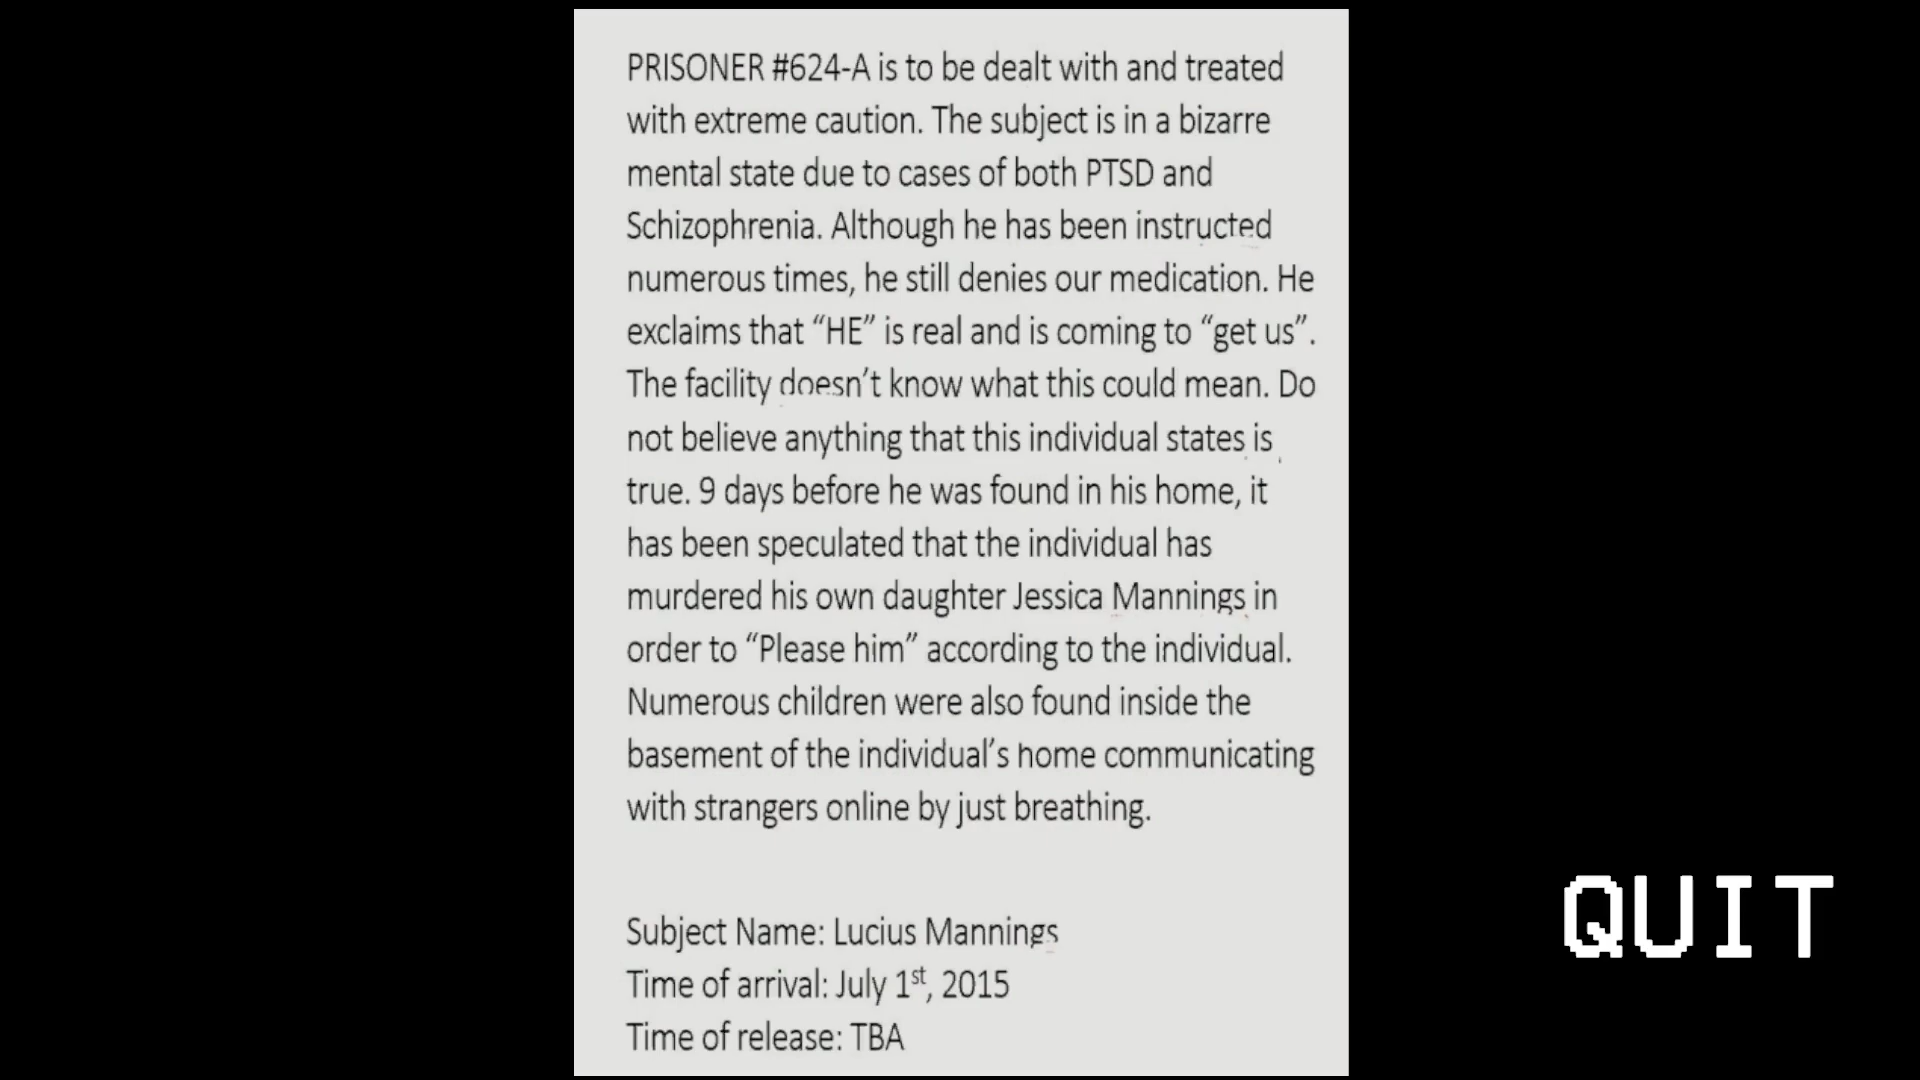 PRISONER #624-A is to be dealt with and treated
with extreme caution. The subject is in a bizarre
mental state due to cases of both PTSD and
Schizophrenia. Although he has been instructed
numerous times, he still denies our medication. He
exclaims that “HE” is real and is coming to “get us”.
The facility doesn’t know what this could mean. Do
not believe anything that this individual states is
true. 9 days before he was found in his home, it
has been speculated that the individual has
murdered his own daughter Jessica Mannings in
order to “Please him” according to the individual.
Numerous children were also found inside the
basement of the individual’s home communicating
with strangers online by just breathing.
Subject Name: Lucius Mannings
Time of arrival: July 1st, 2015
Time of release: TBA
QUIT